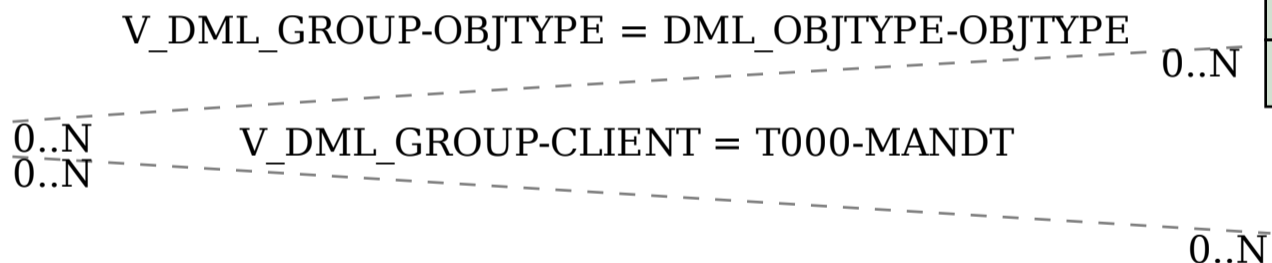 V_DML_GROUP-OBJTYPE = DML_OBJTYPE-OBJTYPE
0..N
0..N
V_DML_GROUP-CLIENT = T000-MANDT
0..N
0..N